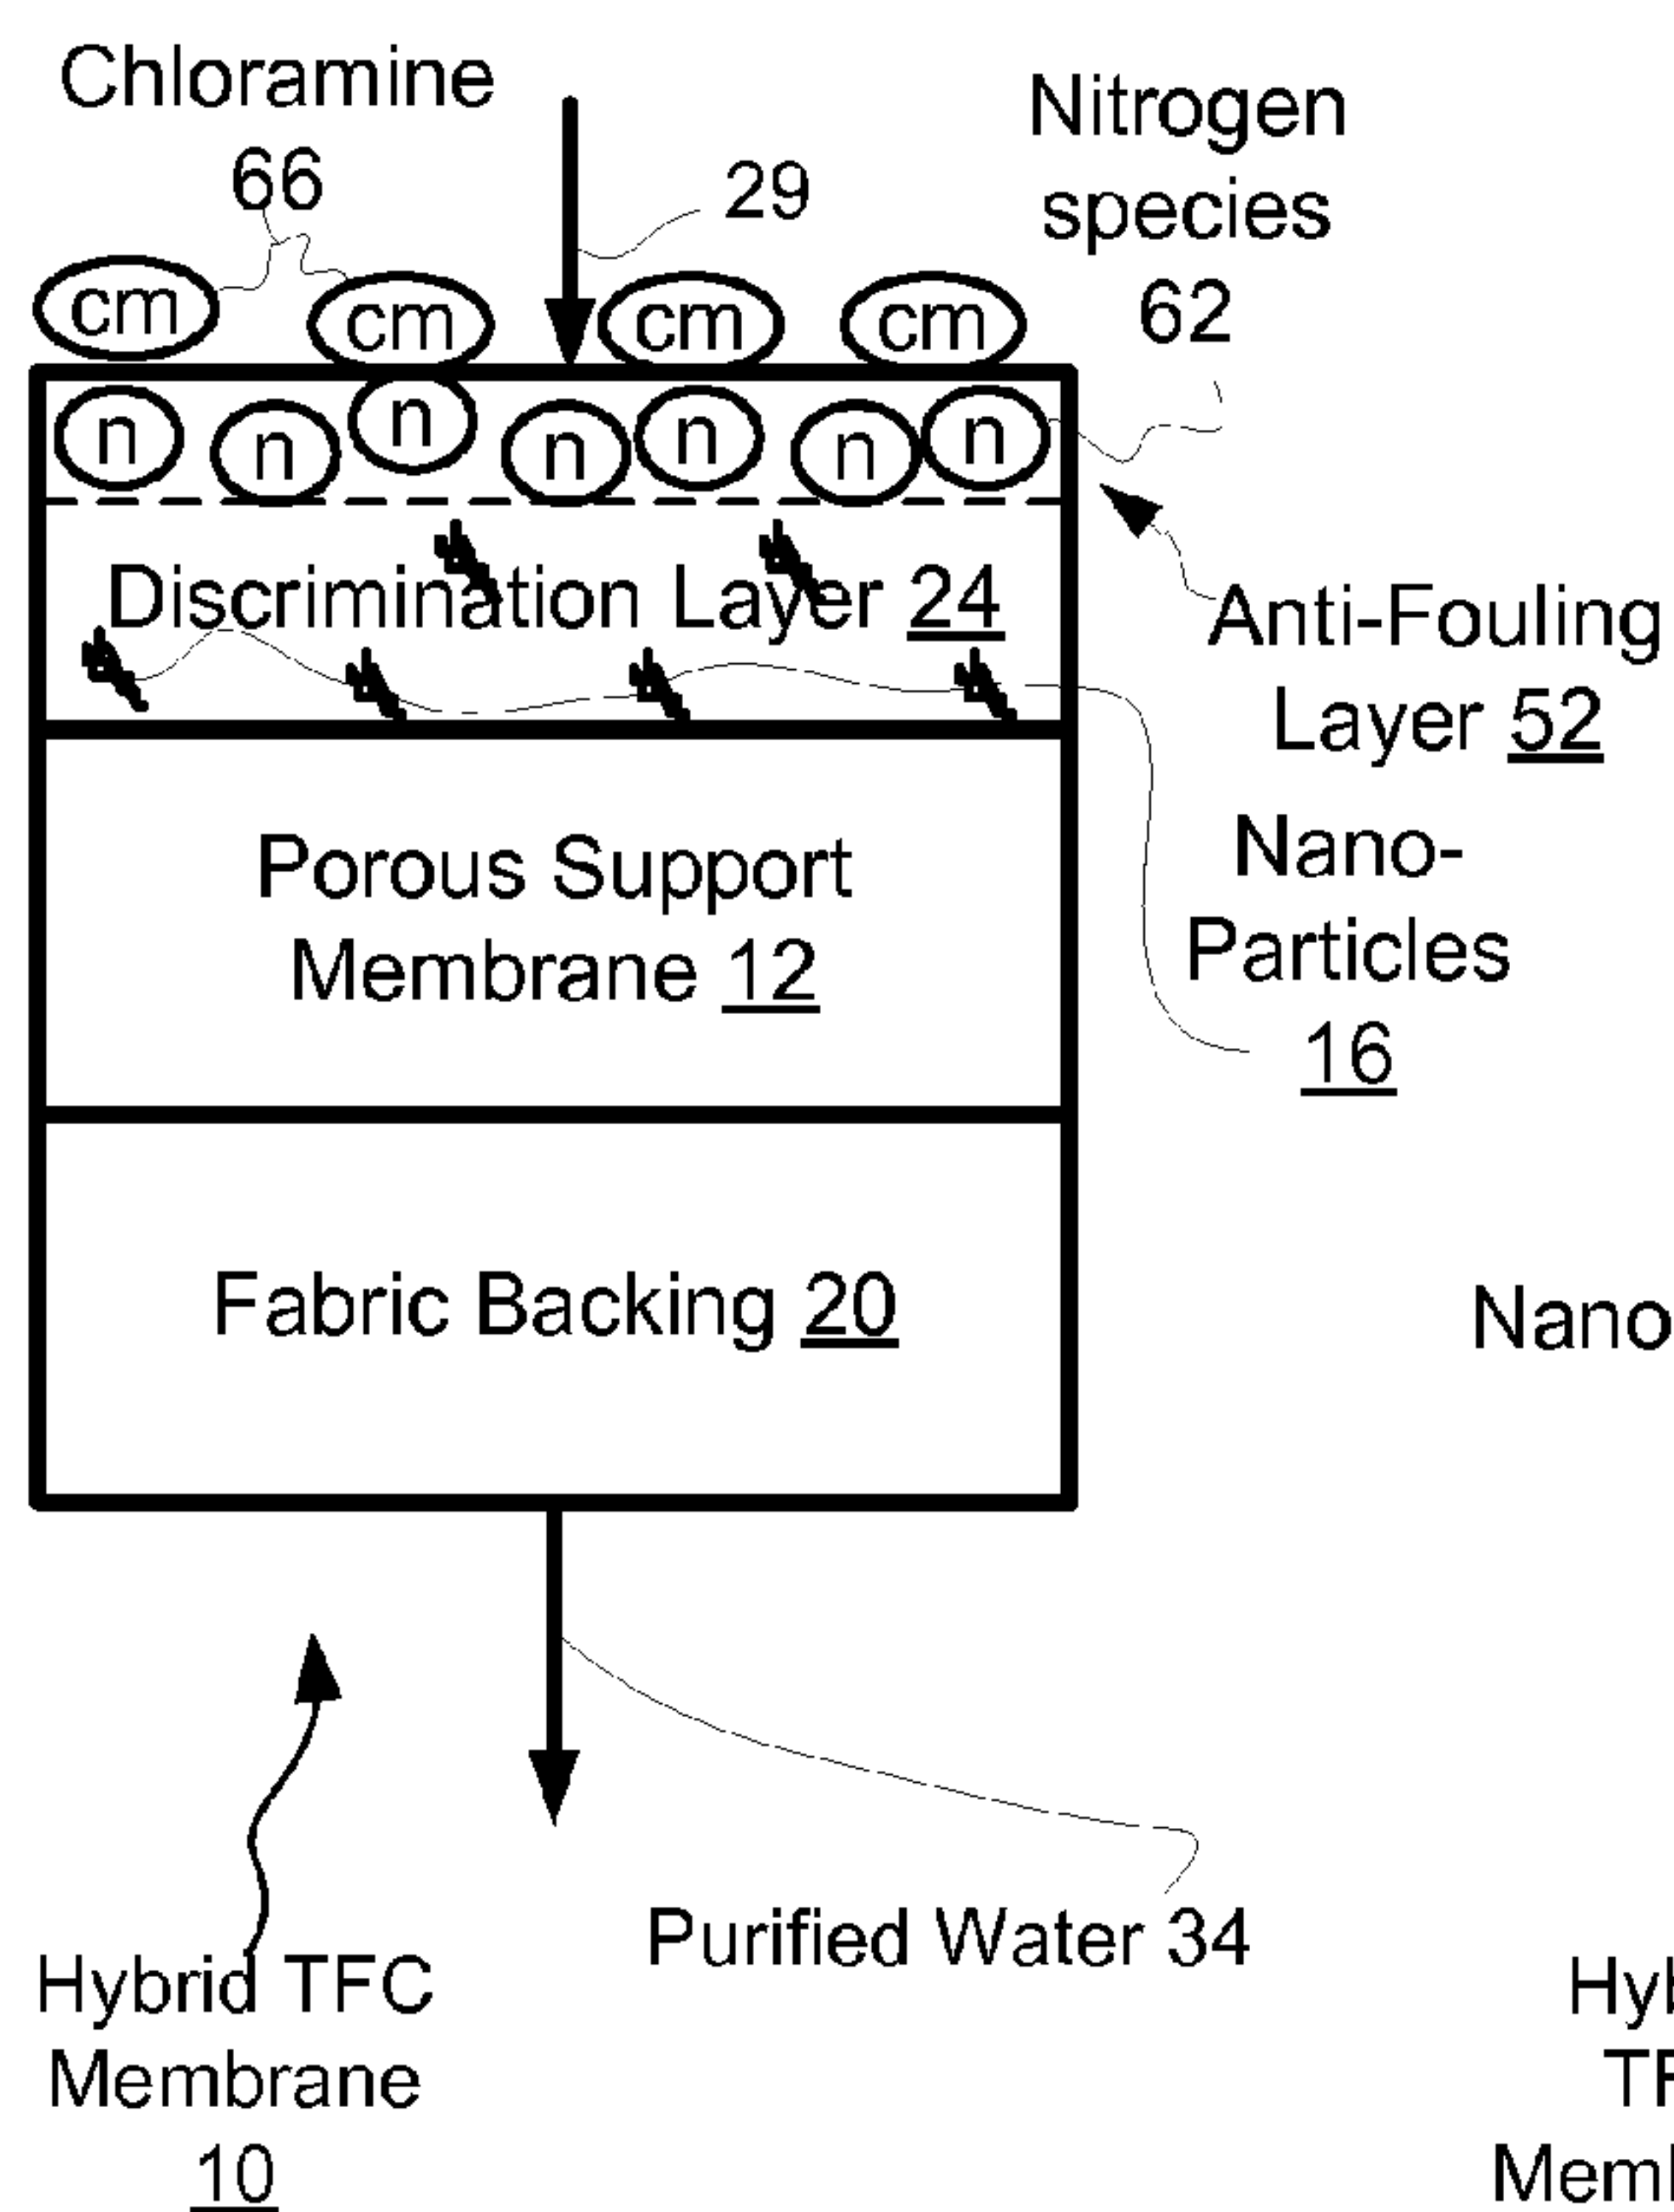 Chloramine
66
29
Nitrogen
species
62
cm cm cm cm
n n n n n n n
Discrimination Layer 24
Anti-Fouling
Layer 52
Porous Support
Membrane 12
Nano-
Particles
16
Fabric Backing 20
Nano
Purified Water 34
Hybrid TFC
Membrane
10